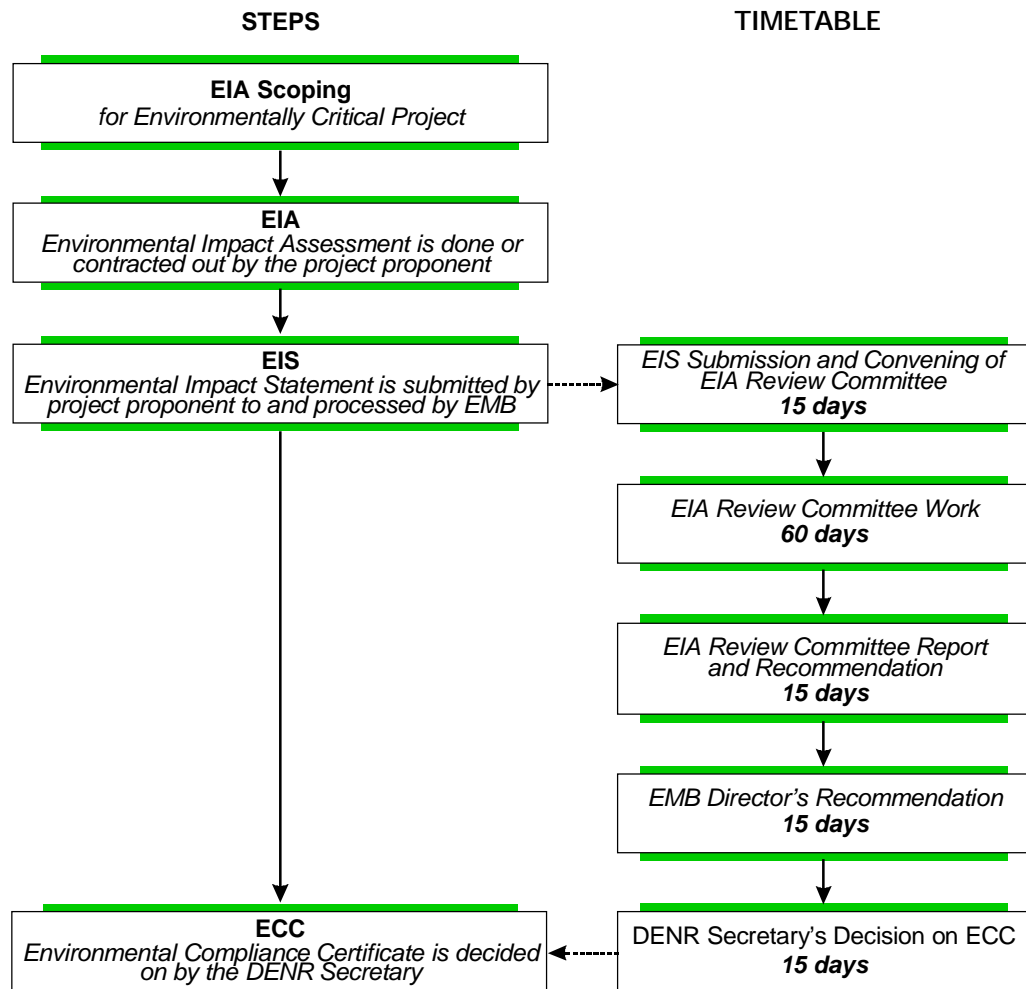 STEPS
EIA Scoping
for Environmentally Critical Project
EIA
Environmental Impact Assessment is done or
contracted out by the project proponent
EIS
Environmental Impact Statement is submitted by
project proponent to and processed by EMB
ECC
Environmental Compliance Certificate is decided
on by the DENR Secretary
TIMETABLE
EIS Submission and Convening of
EIA Review Committee
15 days
EIA Review Committee Work
60 days
EIA Review Committee Report
and Recommendation
15 days
EMB Director’s Recommendation
15 days
DENR Secretary’s Decision on ECC
15 days